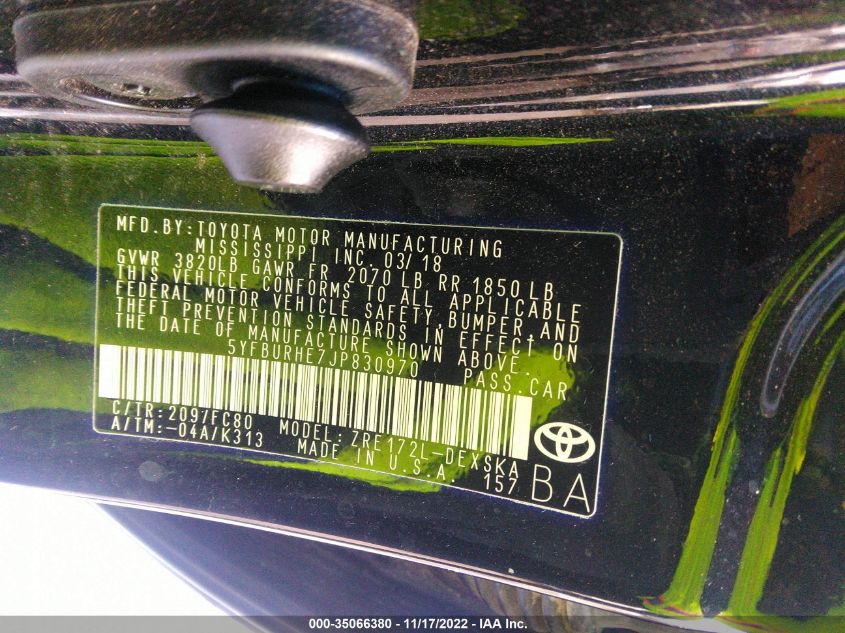 MFD.BY:TOYOTA MOTOR MANUFACTURING
MISSISSIPPI INC. 03/18
GVWR 3820LB GAWR FR 2070 LB RR 1850 LB
THIS VEHICLE CONFORMS TO ALL APPLICABLE
FEDERAL MOTOR VEHICLE SAFETY,BUMPER,AND
THEFT PREVENTION STANDARDS IN EFFECT ON
THE DATE OF MANUFACTURE SHOWN ABOVE.
5YFBURHE7JP830970 PASS.CAR
C/TR:209/FC80 MODEL:ZRE172L-DEXSKA
A/TM:-04A/K313 MADE IN U.S.A. 157
BA
000-35066380 - 11/17/2022 - IAA Inc.